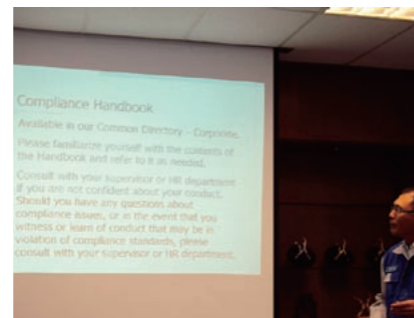 Compliance Handbook
Available in our Common Directory – Corporate.
Please familiarize yourself with the contents of
the Handbook and refer to it as needed.
Consult with your supervisor or HR department
if you are not confident about your conduct.
Should you have any questions about
compliance issues, or in the event that you
witness or learn of conduct that may be in
violation of compliance standards, please
consult with your supervisor or HR department.